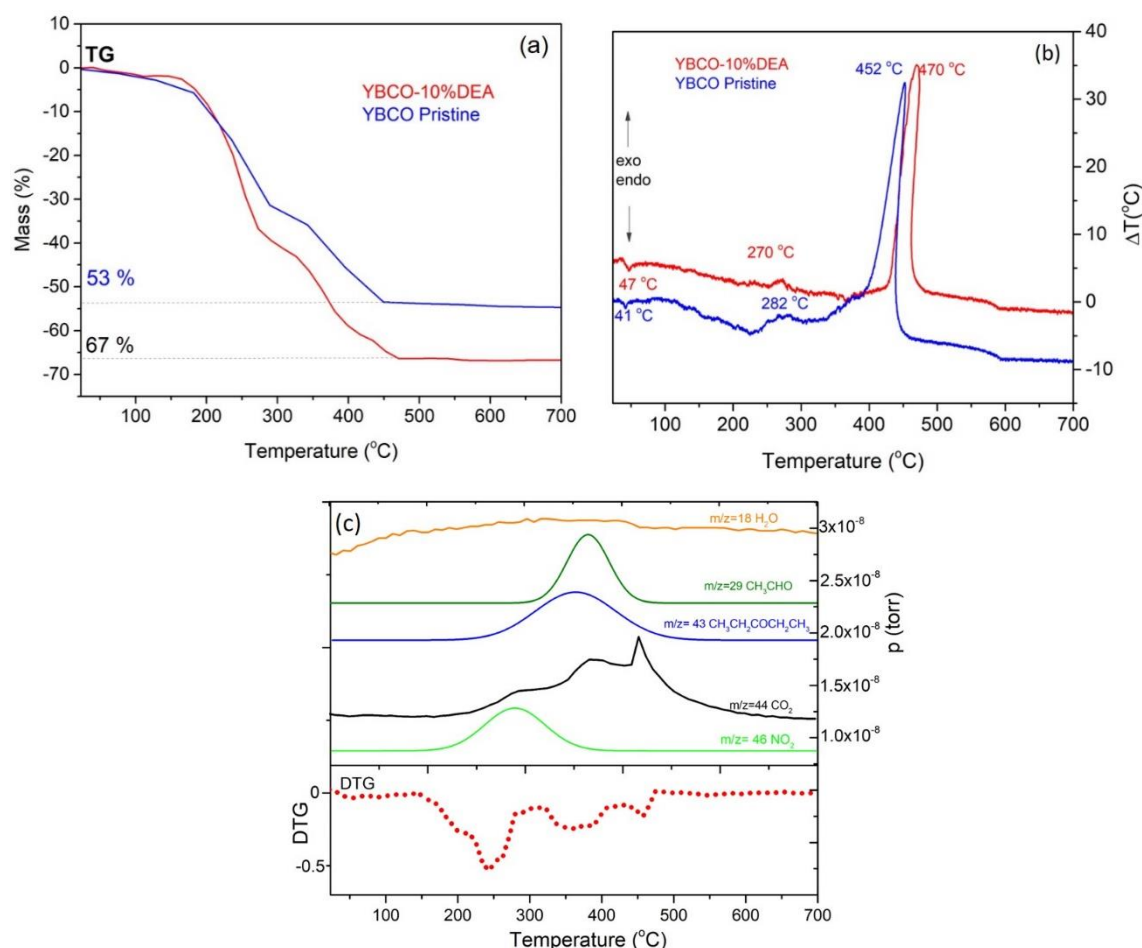 TG
(a)
YBCO-10%DEA
YBCO Pristine
53 %
67 %
10
0
-10
-20
-30
-40
-50
-60
-70
Mass (%)
0 100 200 300 400 500 600 700
Temperature (°C)
(b)
YBCO-10%DEA
YBCO Pristine
452 °C
470 °C
exo
endo
270 °C
47 °C
282 °C
41 °C
40
30
20
10
0
-10
ΔT(°C)
100 200 300 400 500 600 700
Temperature (°C)
(c)
m/z=18 H₂O
m/z=29 CH₃CHO
m/z= 43 CH₃CH₂COCH₂CH₃
m/z=44 CO₂
m/z= 46 NO₂
3x10⁻⁸
2.5x10⁻⁸
2.0x10⁻⁸
1.5x10⁻⁸
1.0x10⁻⁸
p (torr)
DTG
0
-0.5
DTG
100 200 300 400 500 600 700
Temperature (°C)